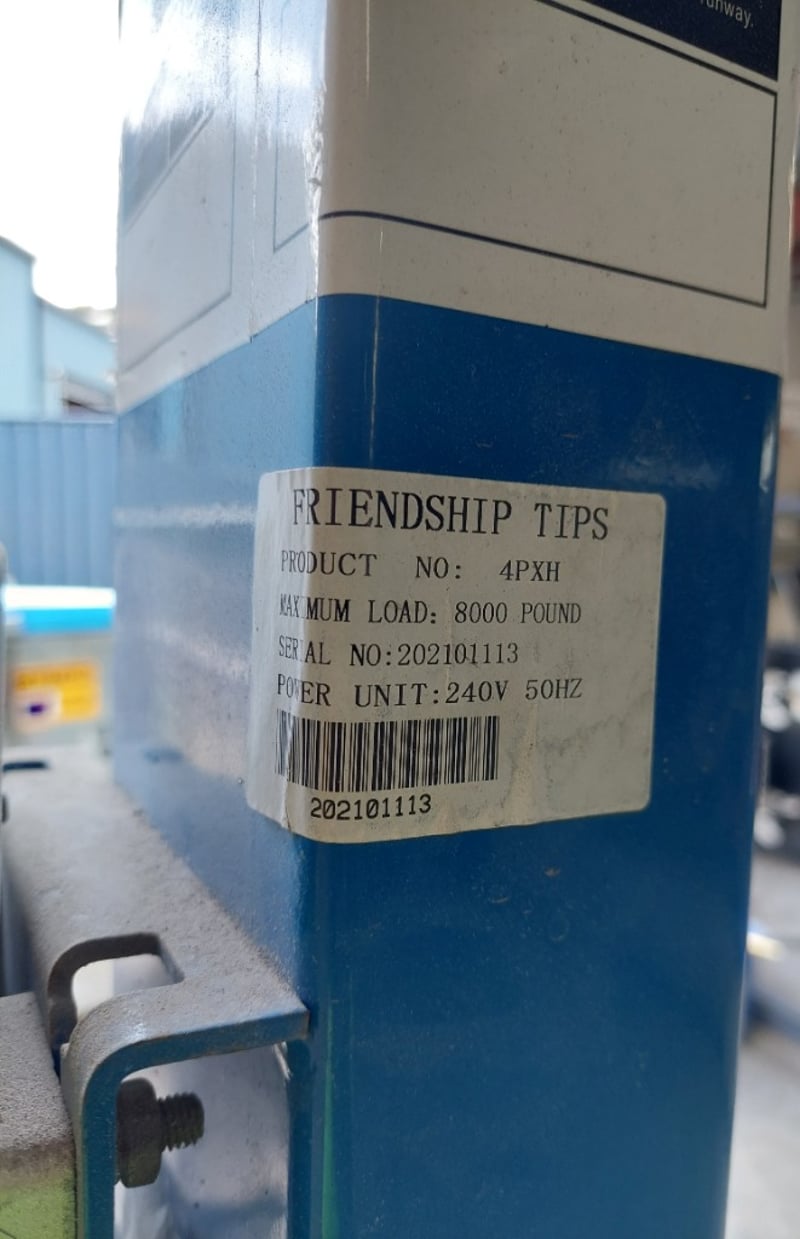 runway.
FRIENDSHIP TIPS
PRODUCT NO: 4PXH
MAXIMUM LOAD: 8000 POUND
SERIAL NO:202101113
POWER UNIT:240V 50HZ
202101113